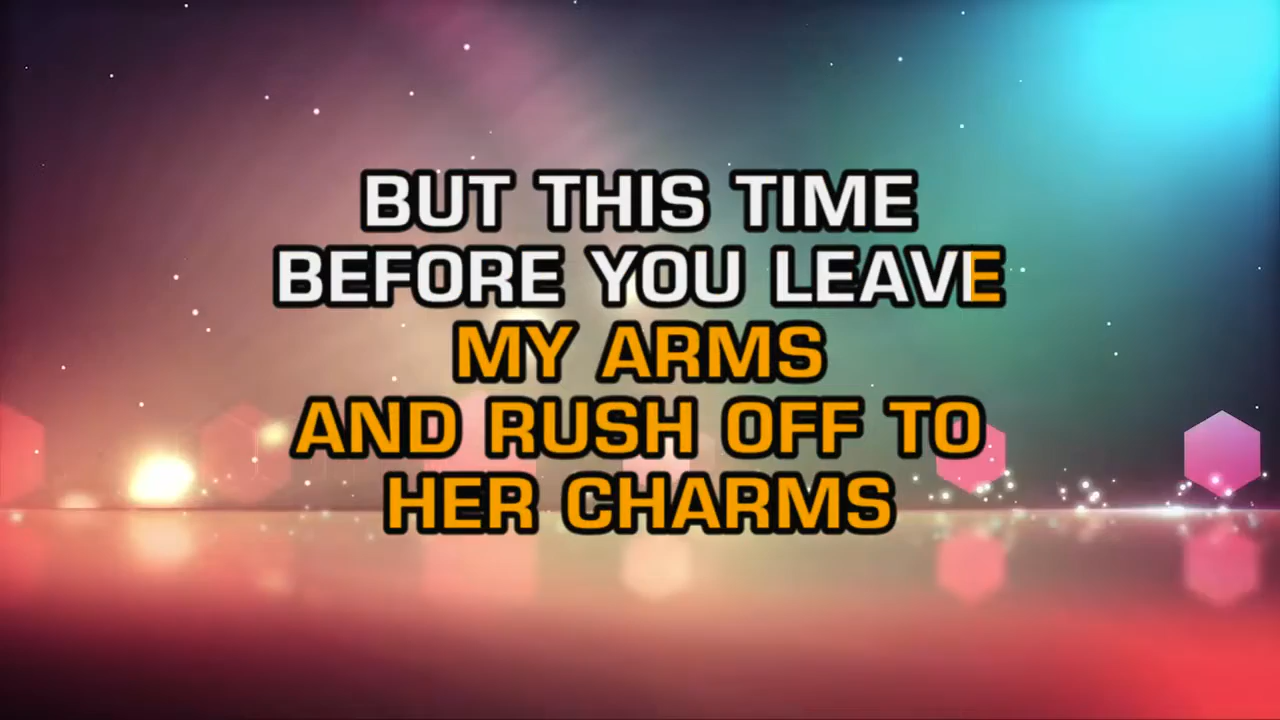 BUT THIS TIME
BEFORE YOU LEAVE
MY ARMS
AND RUSH OFF TO
HER CHARMS